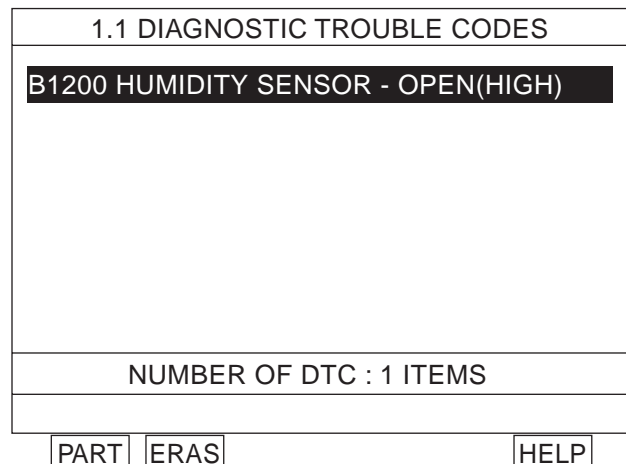 1.1 DIAGNOSTIC TROUBLE CODES
B1200 HUMIDITY SENSOR - OPEN(HIGH)
NUMBER OF DTC : 1 ITEMS
PART ERAS HELP